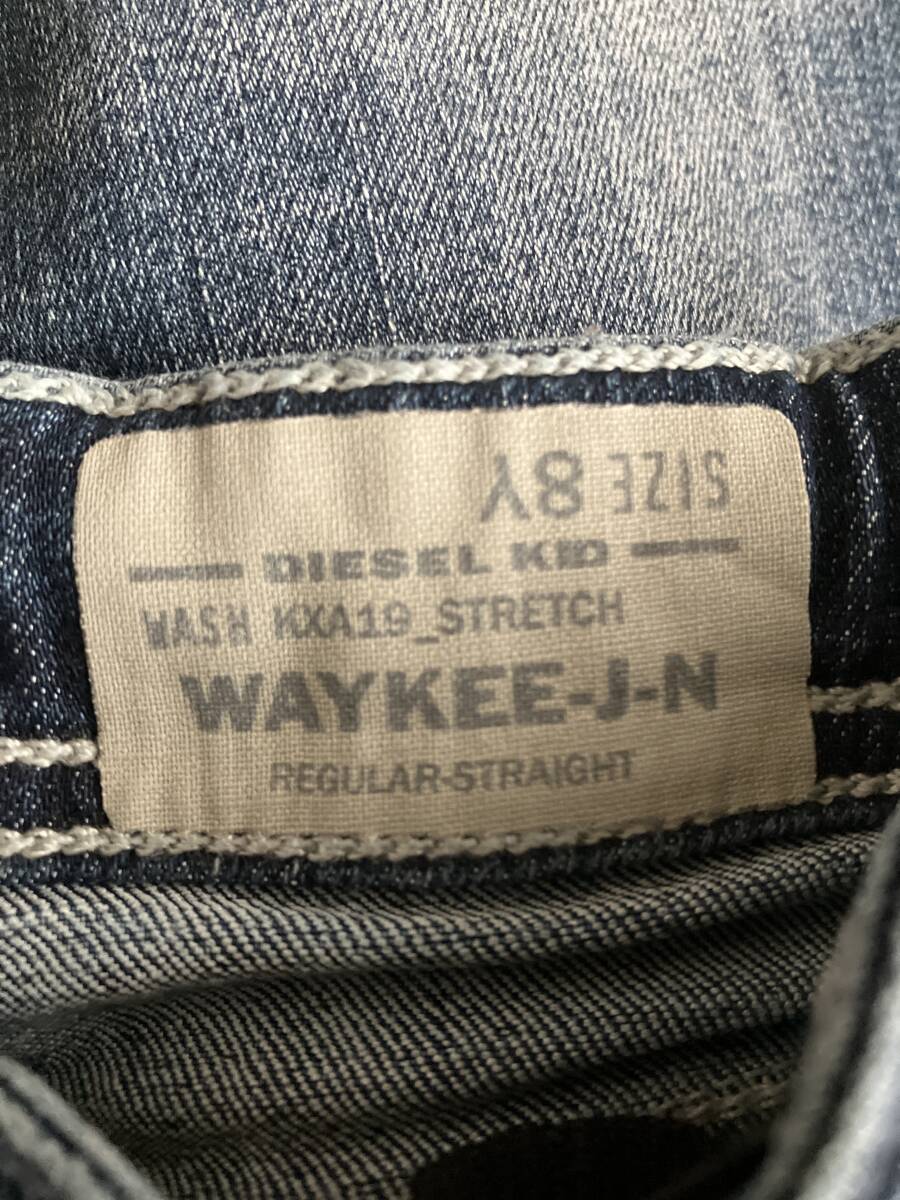 SIZE 8Y
DIESEL KID
WASH KXA19_STRETCH
WAYKEE-J-N
REGULAR-STRAIGHT